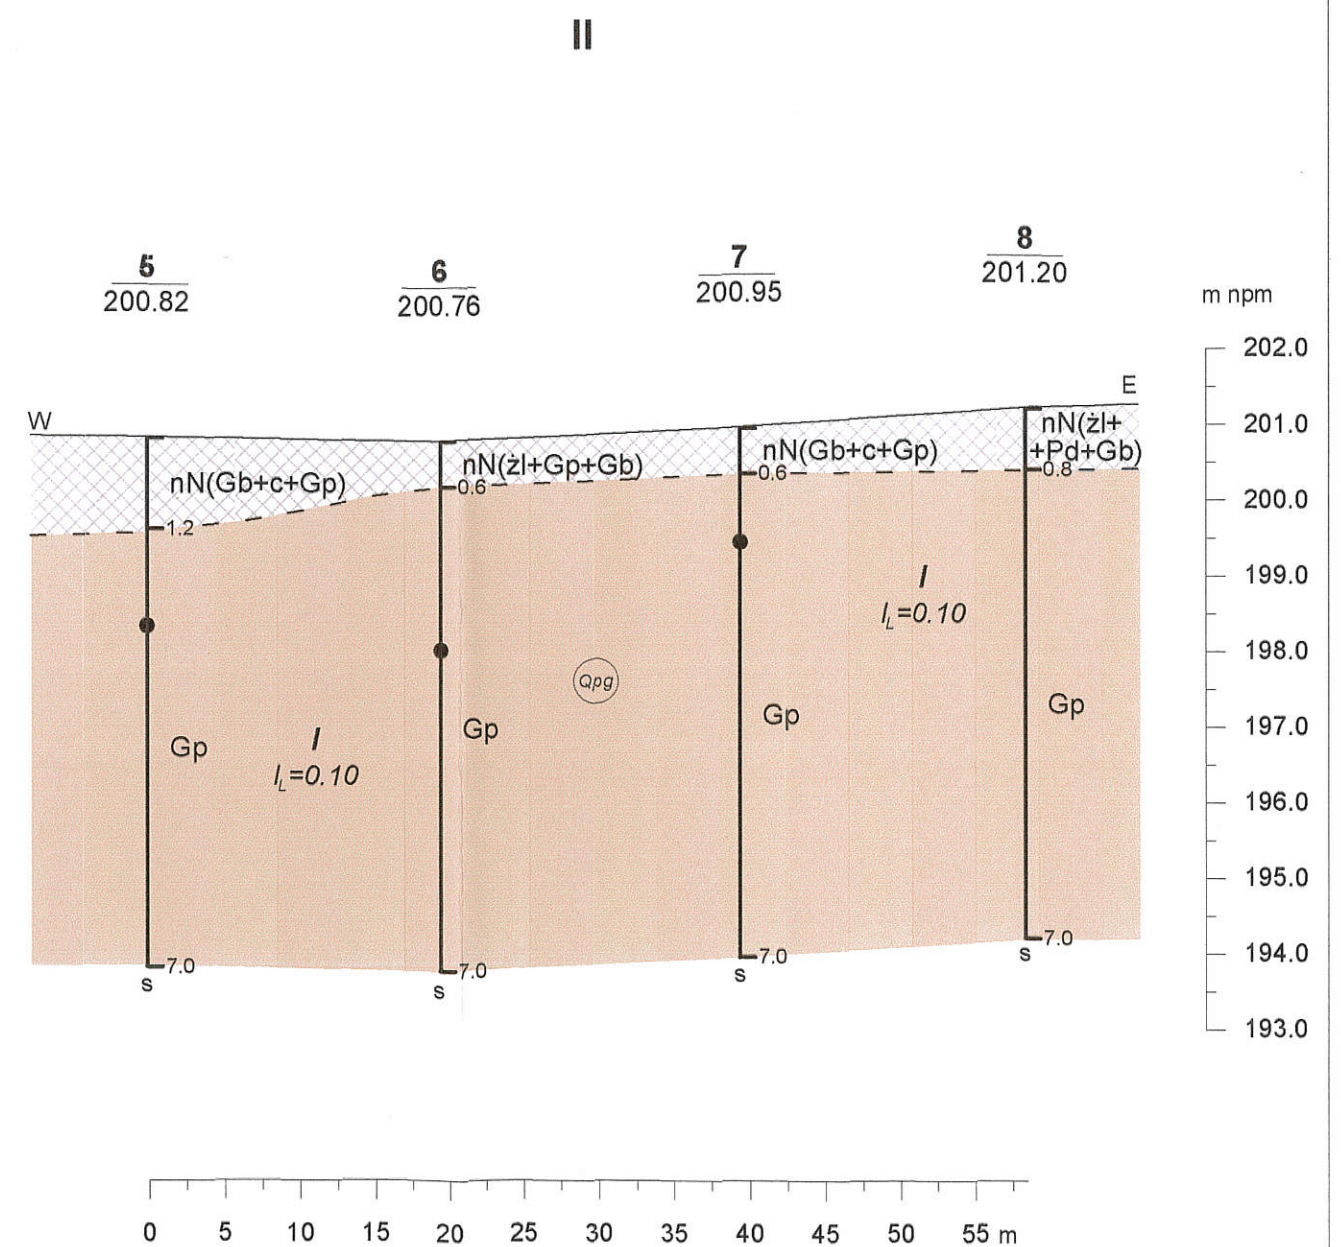 II
5
200.82
6
200.76
7
200.95
8
201.20
m npm
202.0
201.0
200.0
199.0
198.0
197.0
196.0
195.0
194.0
193.0
W
E
nN(Gb+c+Gp)
nN(żl+Gp+Gb)
nN(Gb+c+Gp)
nN(żl+
+Pd+Gb)
1.2
0.6
0.6
0.8
I
I_L=0.10
I
I_L=0.10
Qpg
Gp
Gp
Gp
Gp
7.0
7.0
7.0
7.0
s
s
s
s
0 5 10 15 20 25 30 35 40 45 50 55 m